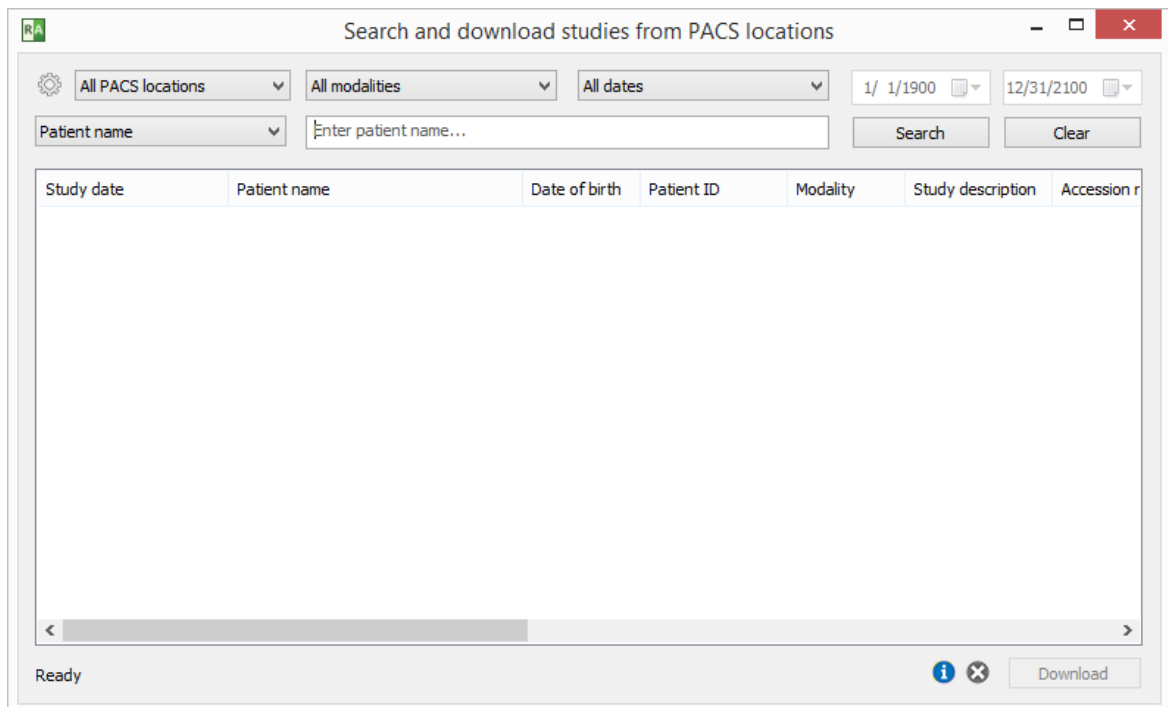 RA Search and download studies from PACS locations
All PACS locations All modalities All dates 1/ 1/1900 12/31/2100
Patient name Enter patient name... Search Clear
Study date Patient name Date of birth Patient ID Modality Study description Accession r
Ready Download